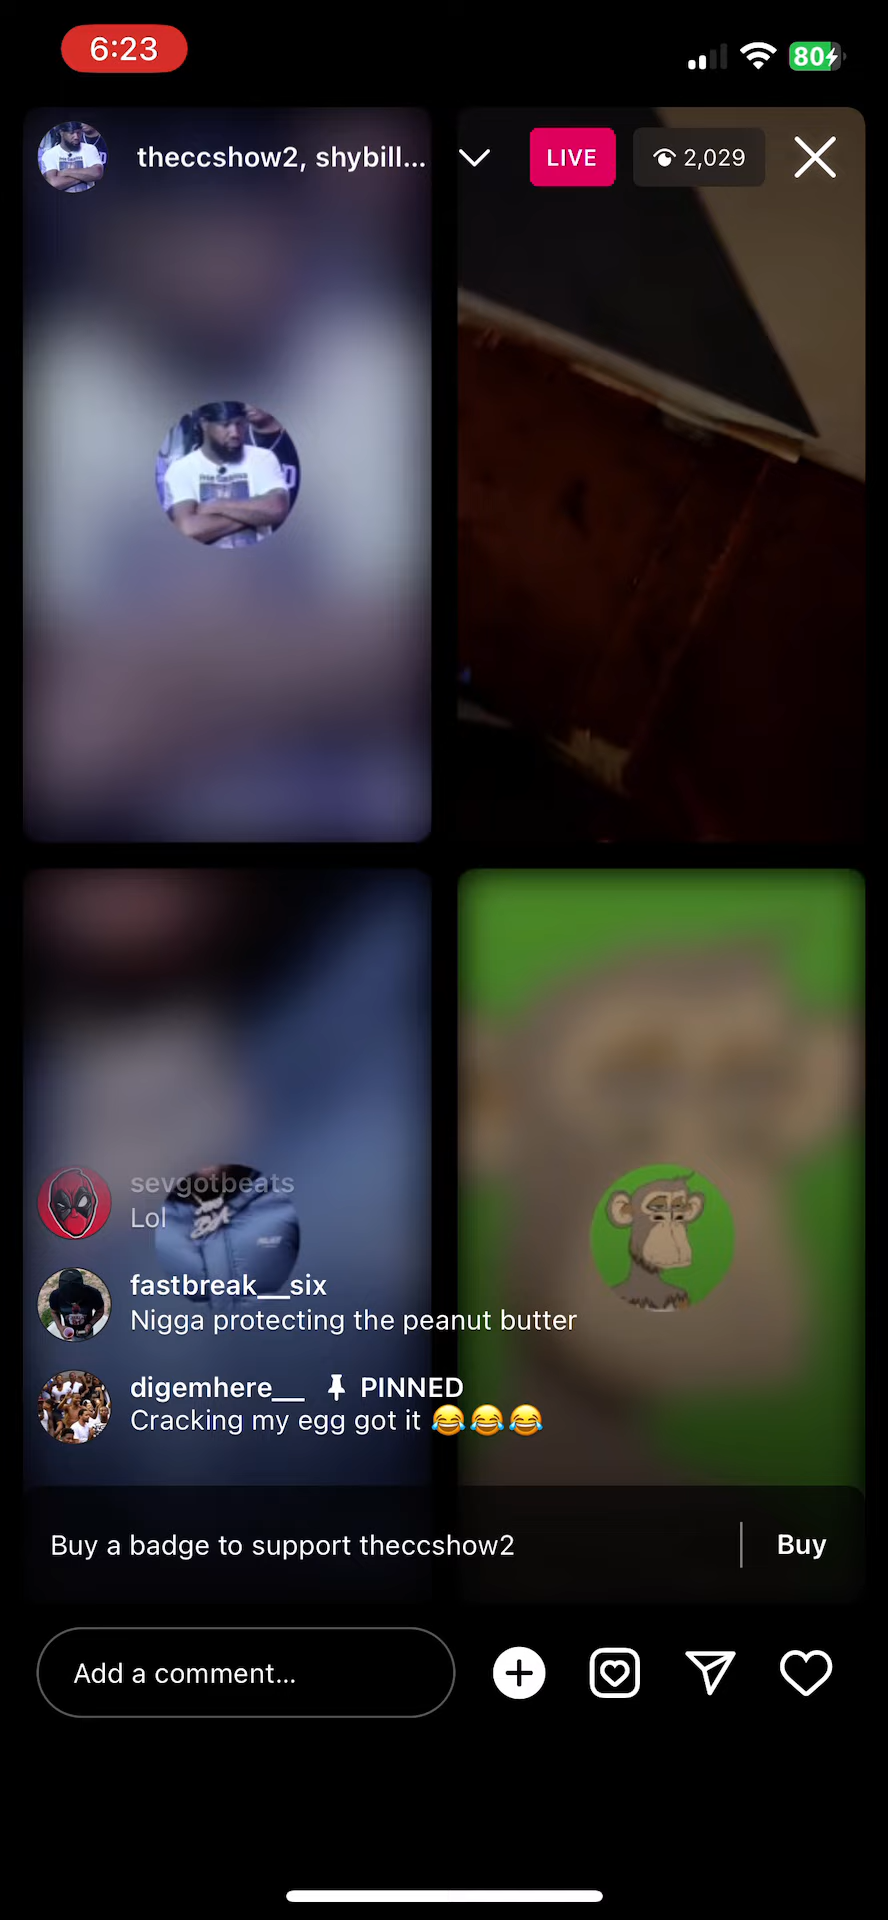 6:23
80
theccshow2, shybill...
LIVE
2,029
sevgotbeats
Lol
fastbreak__six
Nigga protecting the peanut butter
digemhere__ PINNED
Cracking my egg got it 😂😂😂
Buy a badge to support theccshow2
Buy
Add a comment...